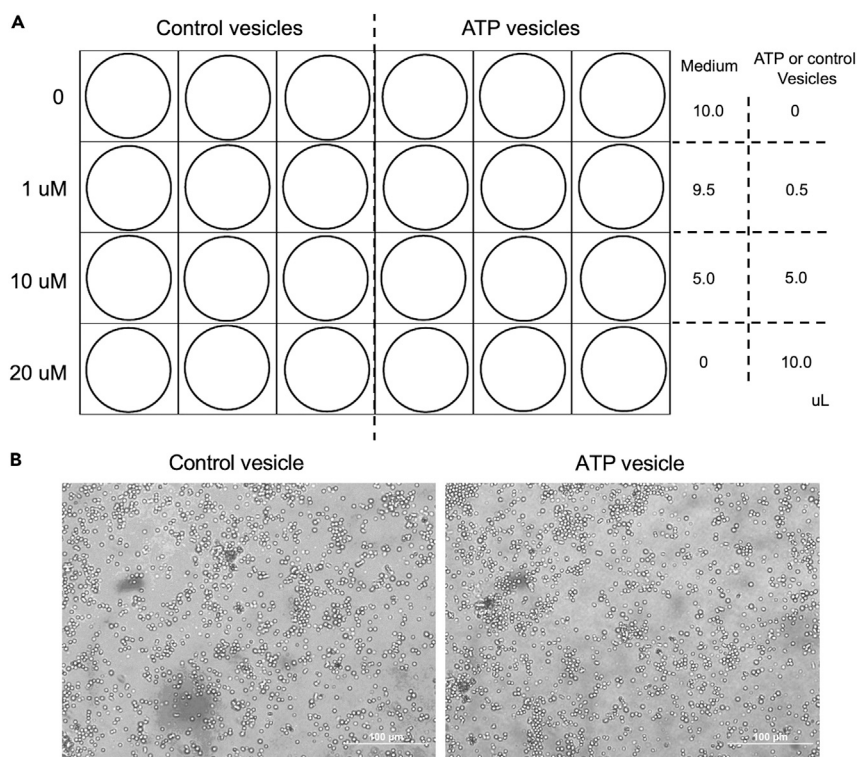 A
Control vesicles ATP vesicles
Medium ATP or control
Vesicles
0 10.0 0
1 uM 9.5 0.5
10 uM 5.0 5.0
20 uM 0 10.0
uL
B
Control vesicle ATP vesicle
100 µm 100 µm